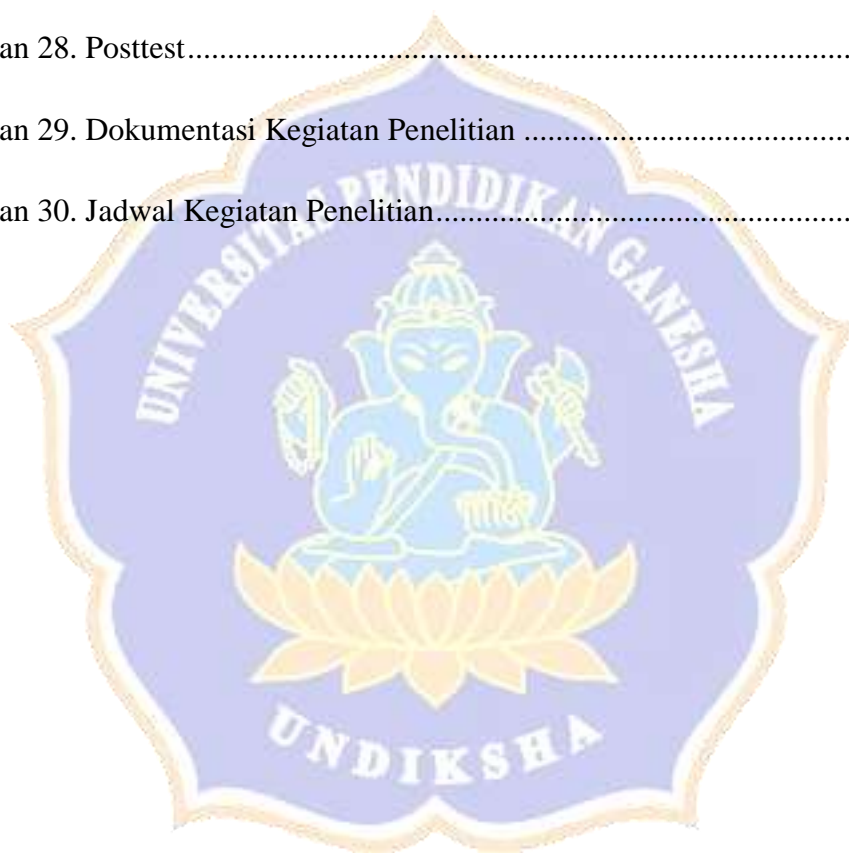 an 28. Posttest..........................................................................................
an 29. Dokumentasi Kegiatan Penelitian ..........................................
an 30. Jadwal Kegiatan Penelitian.....................................................
UNIVERSITAS PENDIDIKAN GANESHA
UNDIKSHA